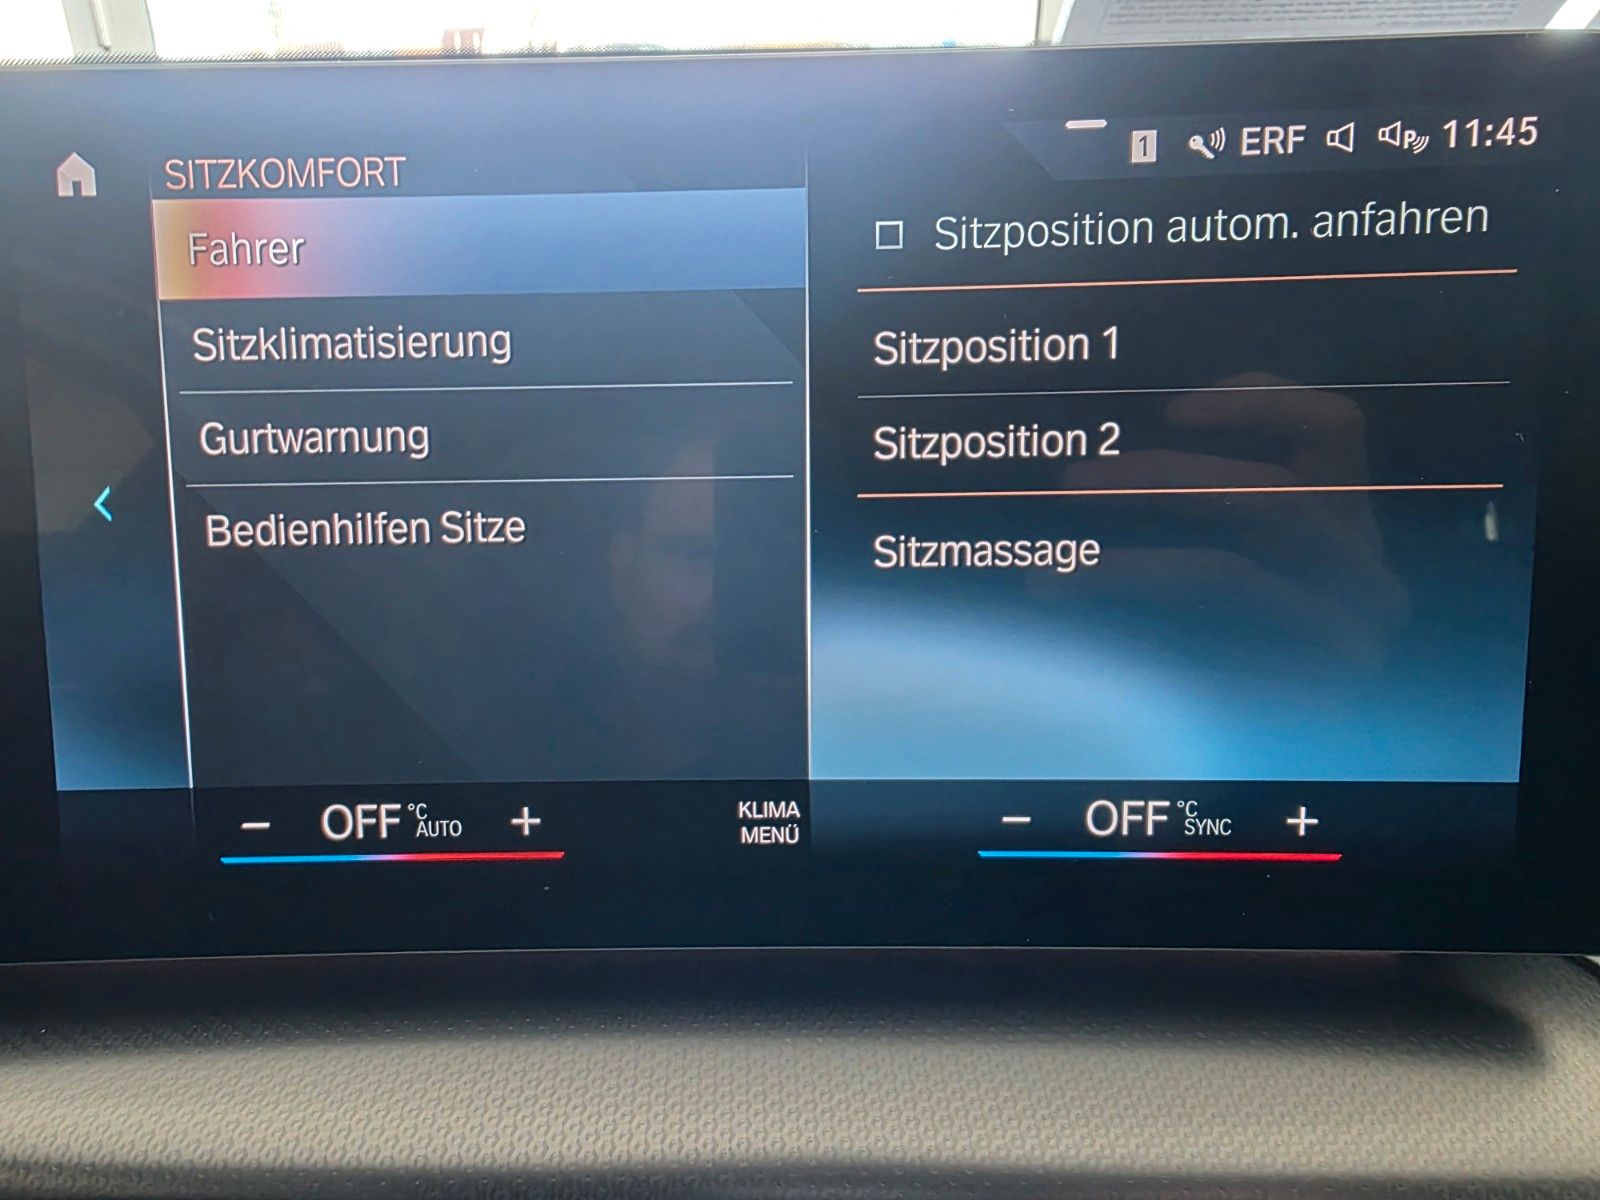 1 ERF P 11:45
SITZKOMFORT
Fahrer
Sitzklimatisierung
Gurtwarnung
Bedienhilfen Sitze
Sitzposition autom. anfahren
Sitzposition 1
Sitzposition 2
Sitzmassage
− OFF °C AUTO +
KLIMA
MENÜ
− OFF °C SYNC +